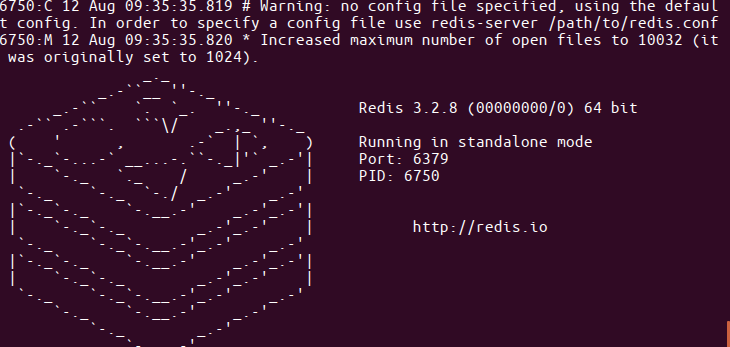 6750:C 12 Aug 09:35:35.819 # Warning: no config file specified, using the defaul
t config. In order to specify a config file use redis-server /path/to/redis.conf
6750:M 12 Aug 09:35:35.820 * Increased maximum number of open files to 10032 (it
was originally set to 1024).
Redis 3.2.8 (00000000/0) 64 bit
Running in standalone mode
Port: 6379
PID: 6750
http://redis.io